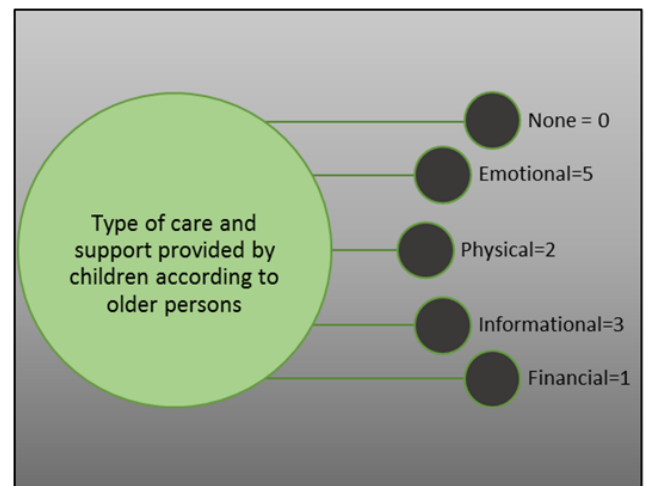 Type of care and
support provided by
children according to
older persons
None = 0
Emotional=5
Physical=2
Informational=3
Financial=1